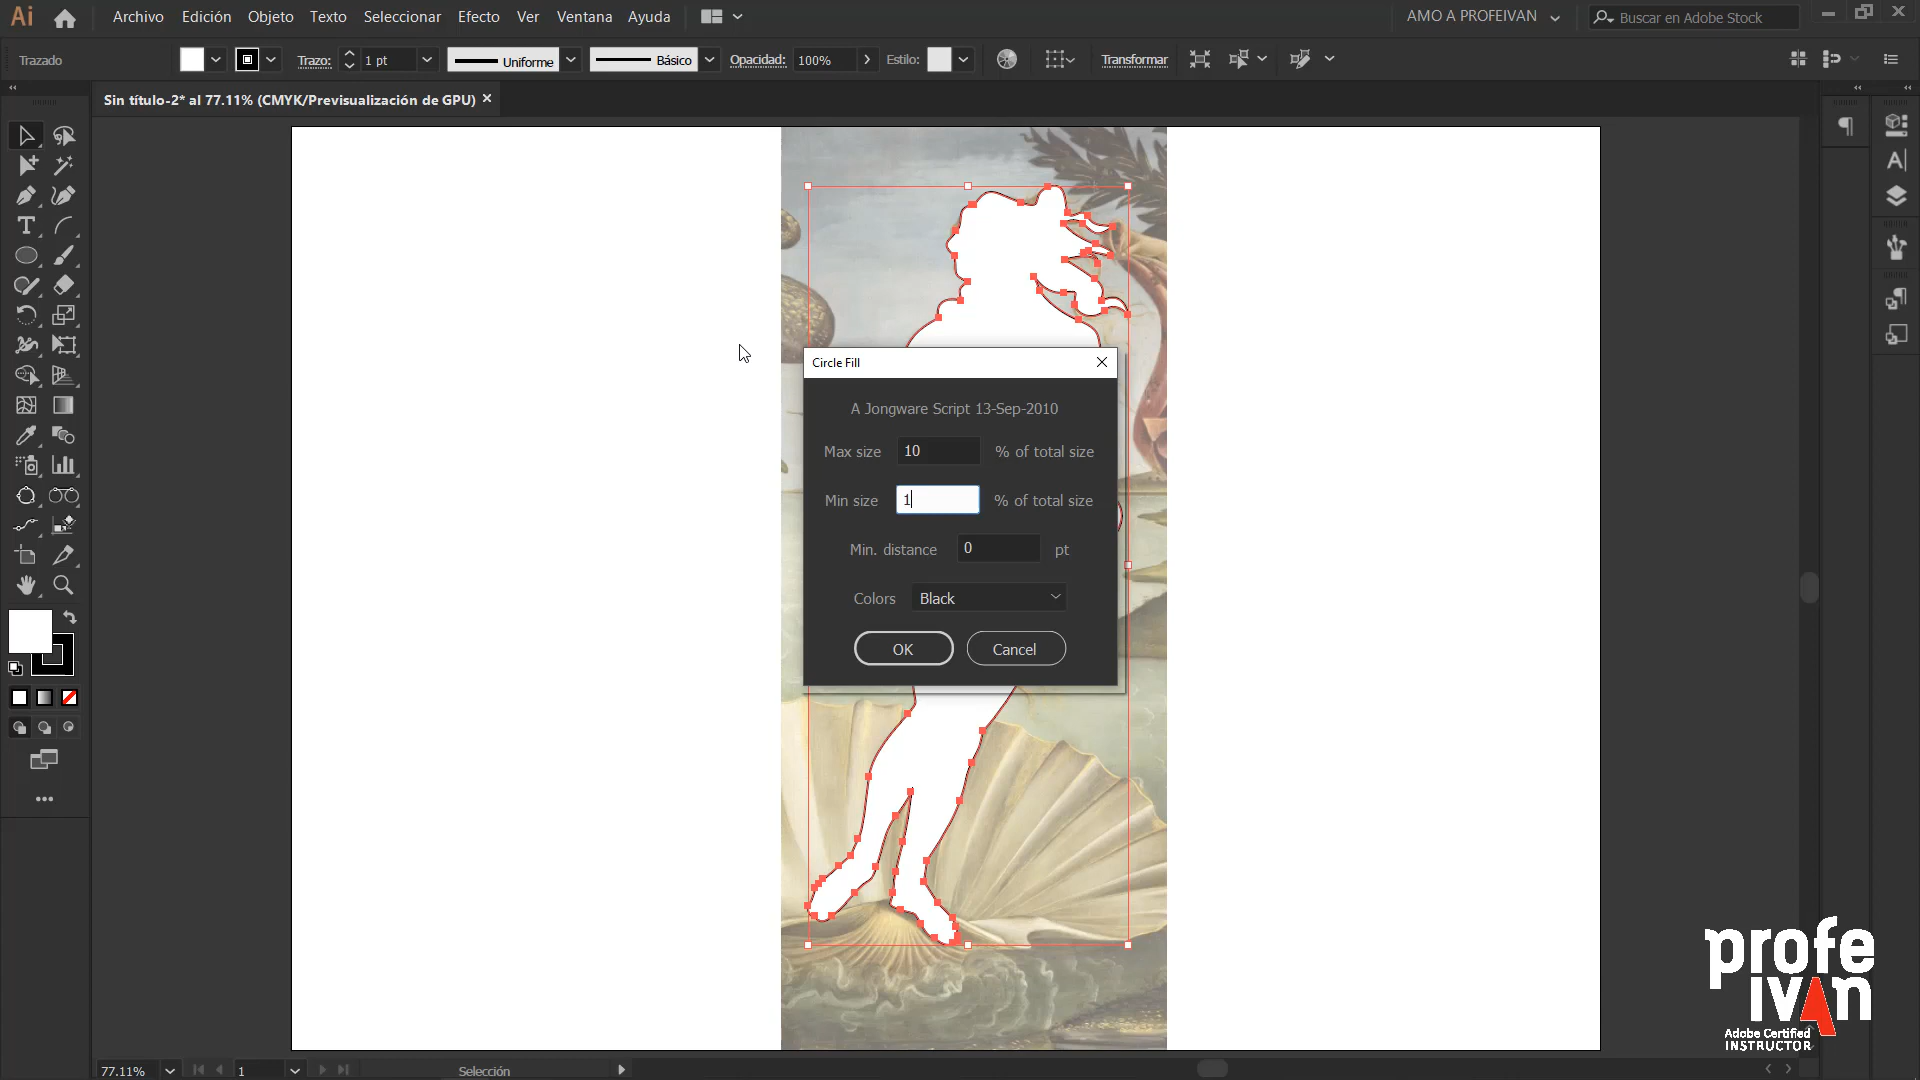 Ai Archivo Edición Objeto Texto Seleccionar Efecto Ver Ventana Ayuda AMO A PROFEIVAN Buscar en Adobe Stock
Trazado Trazo: 1 pt Uniforme Básico Opacidad: 100% Estilo: Transformar
Sin título-2* al 77.11% (CMYK/Previsualización de GPU)
Circle Fill
A Jongware Script 13-Sep-2010
Max size 10 % of total size
Min size 1 % of total size
Min. distance 0 pt
Colors Black
OK Cancel
profe
ivan
Adobe Certified
INSTRUCTOR
77.11% 1 Selección